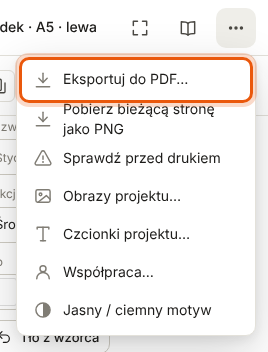 dek · A5 · lewa
Eksportuj do PDF...
Pobierz bieżącą stronę
jako PNG
Sprawdź przed drukiem
Obrazy projektu...
Czcionki projektu...
Współpraca...
Jasny / ciemny motyw
Tło z wzorca